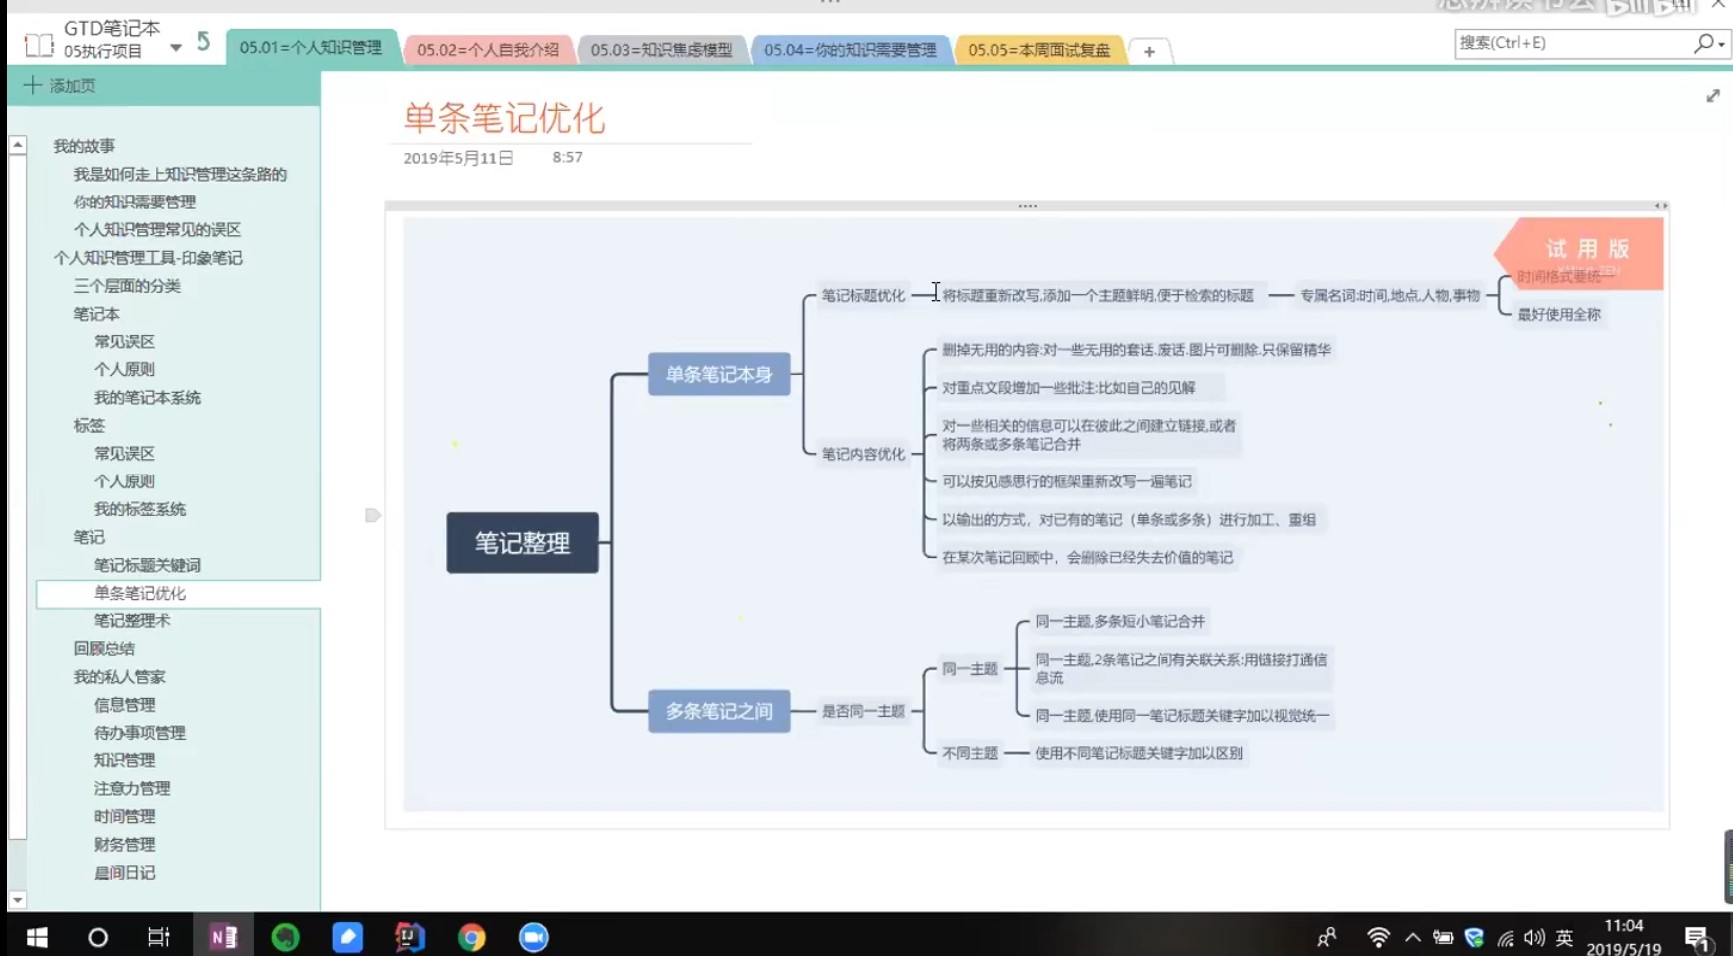 GTD笔记本
05执行项目
05.01=个人知识管理
05.02=个人自我介绍
05.03=知识焦虑模型
05.04=你的知识需要管理
05.05=本周面试复盘
+
搜索(Ctrl+E)
添加页
我的故事
我是如何走上知识管理这条路的
你的知识需要管理
个人知识管理常见的误区
个人知识管理工具-印象笔记
三个层面的分类
笔记本
常见误区
个人原则
我的笔记本系统
标签
常见误区
个人原则
我的标签系统
笔记
笔记标题关键词
单条笔记优化
笔记整理术
回顾总结
我的私人管家
信息管理
待办事项管理
知识管理
注意力管理
时间管理
财务管理
晨间日记
单条笔记优化
2019年5月11日 8:57
试用版
笔记整理
单条笔记本身
笔记标题优化
将标题重新改写,添加一个主题鲜明,便于检索的标题
专属名词:时间,地点,人物,事物
时间格式要统一
最好使用全称
笔记内容优化
删掉无用的内容:对一些无用的套话.废话.图片可删除.只保留精华
对重点文段增加一些批注:比如自己的见解
对一些相关的信息可以在彼此之间建立链接,或者
将两条或多条笔记合并
可以按见感思行的框架重新改写一遍笔记
以输出的方式，对已有的笔记（单条或多条）进行加工、重组
在某次笔记回顾中，会删除已经失去价值的笔记
多条笔记之间
是否同一主题
同一主题
同一主题,多条短小笔记合并
同一主题,2条笔记之间有关联关系:用链接打通信
息流
同一主题,使用同一笔记标题关键字加以视觉统一
不同主题
使用不同笔记标题关键字加以区别
英
11:04
2019/5/19
1